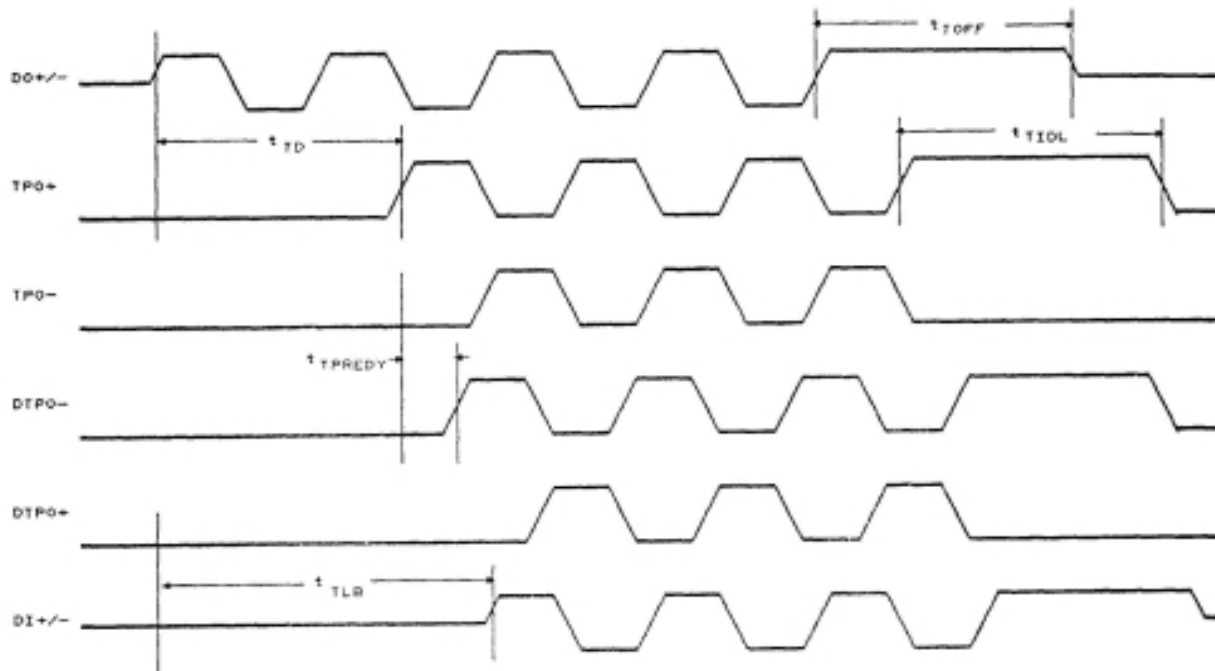 t TOFF
DO+/-
t TD
t TIDL
TPO+
TPO-
t TPREDY
DTPO-
DTPO+
t TLB
DI+/-